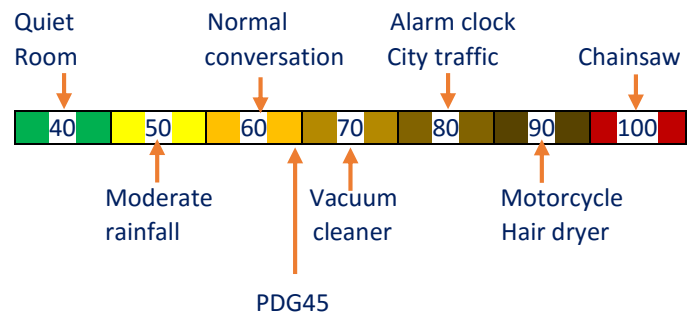 Quiet
Room
Normal
conversation
Alarm clock
City traffic
Chainsaw
40 50 60 70 80 90 100
Moderate
rainfall
Vacuum
cleaner
Motorcycle
Hair dryer
PDG45